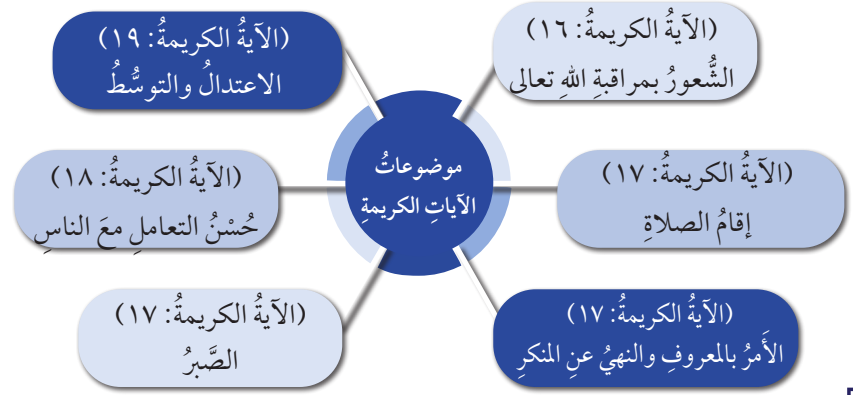 موضوعاتُ
الآياتِ الكريمةِ
(الآيةُ الكريمةُ: ١٦)
الشُّعورُ بمراقبةِ اللهِ تعالى
(الآيةُ الكريمةُ: ١٧)
إقامُ الصلاةِ
(الآيةُ الكريمةُ: ١٧)
الأَمرُ بالمعروفِ والنهيُ عنِ المنكرِ
(الآيةُ الكريمةُ: ١٧)
الصَّبرُ
(الآيةُ الكريمةُ: ١٨)
حُسْنُ التعاملِ معَ الناسِ
(الآيةُ الكريمةُ: ١٩)
الاعتدالُ والتوسُّطُ